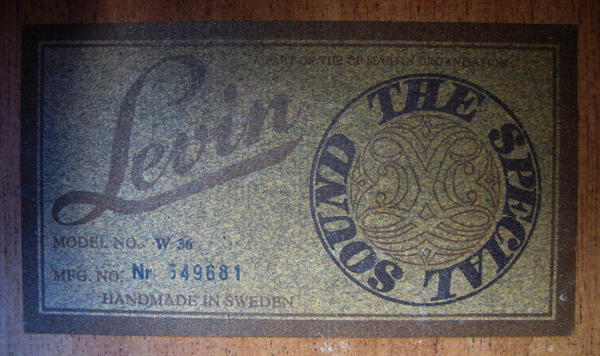 A PART OF THE CF MARTIN ORGANISATION
Levin
THE SPECIAL SOUND
MODEL NO. W 36
MFG. NO. Nr 549681
HANDMADE IN SWEDEN